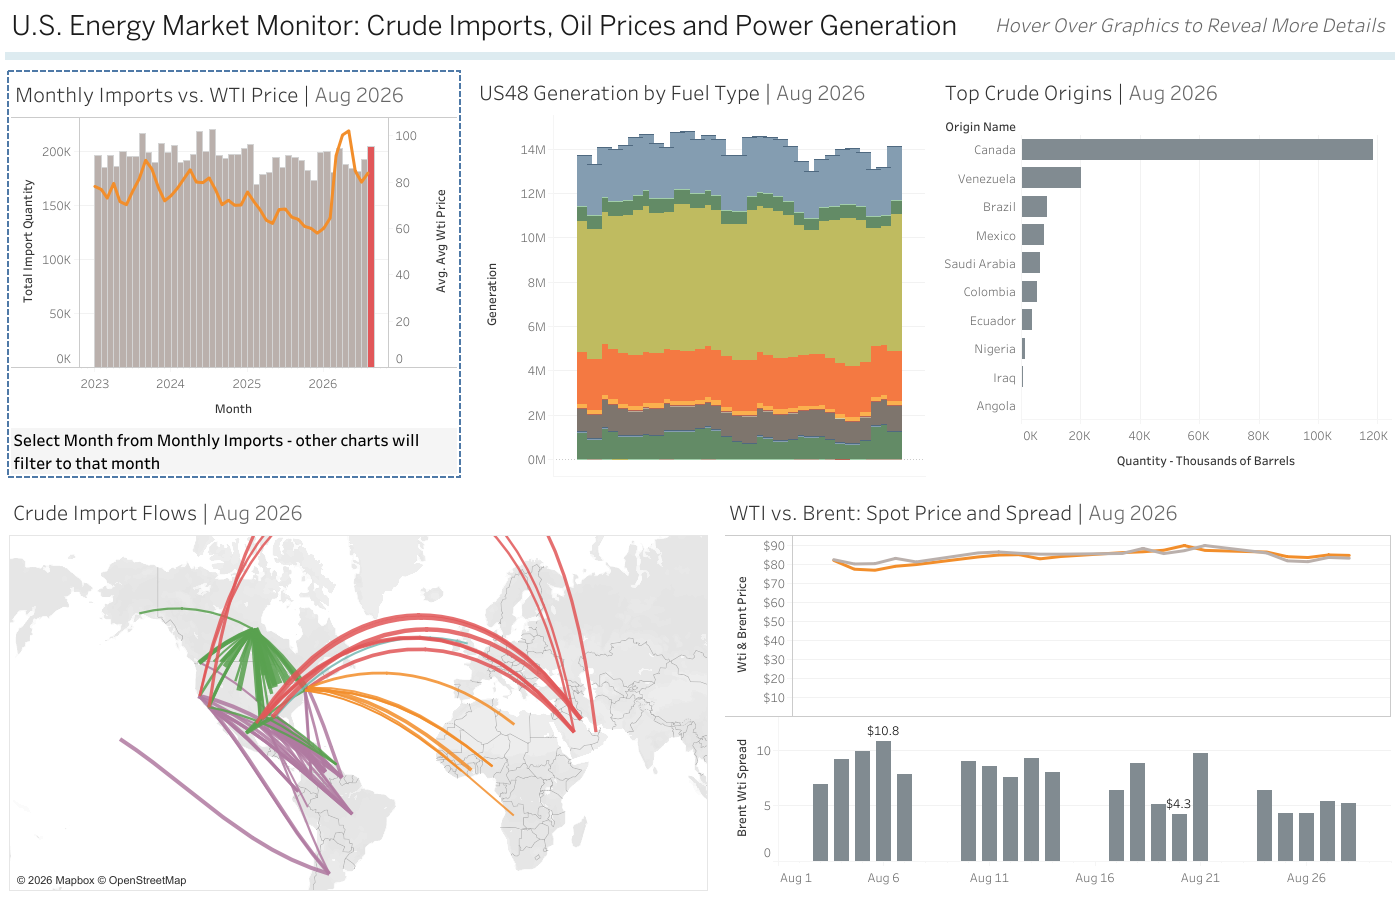 U.S. Energy Market Monitor: Crude Imports, Oil Prices and Power Generation
Hover Over Graphics to Reveal More Details
Monthly Imports vs. WTI Price | Aug 2026
Total Import Quantity
200K
150K
100K
50K
0K
100
80
60
40
20
0
Avg. Avg Wti Price
2023
2024
2025
2026
Month
Select Month from Monthly Imports - other charts will
filter to that month
US48 Generation by Fuel Type | Aug 2026
Generation
14M
12M
10M
8M
6M
4M
2M
0M
Top Crude Origins | Aug 2026
Origin Name
Canada
Venezuela
Brazil
Mexico
Saudi Arabia
Colombia
Ecuador
Nigeria
Iraq
Angola
0K
20K
40K
60K
80K
100K
120K
Quantity - Thousands of Barrels
Crude Import Flows | Aug 2026
© 2026 Mapbox © OpenStreetMap
WTI vs. Brent: Spot Price and Spread | Aug 2026
Wti & Brent Price
$90
$80
$70
$60
$50
$40
$30
$20
$10
Brent Wti Spread
10
5
0
$10.8
$4.3
Aug 1
Aug 6
Aug 11
Aug 16
Aug 21
Aug 26